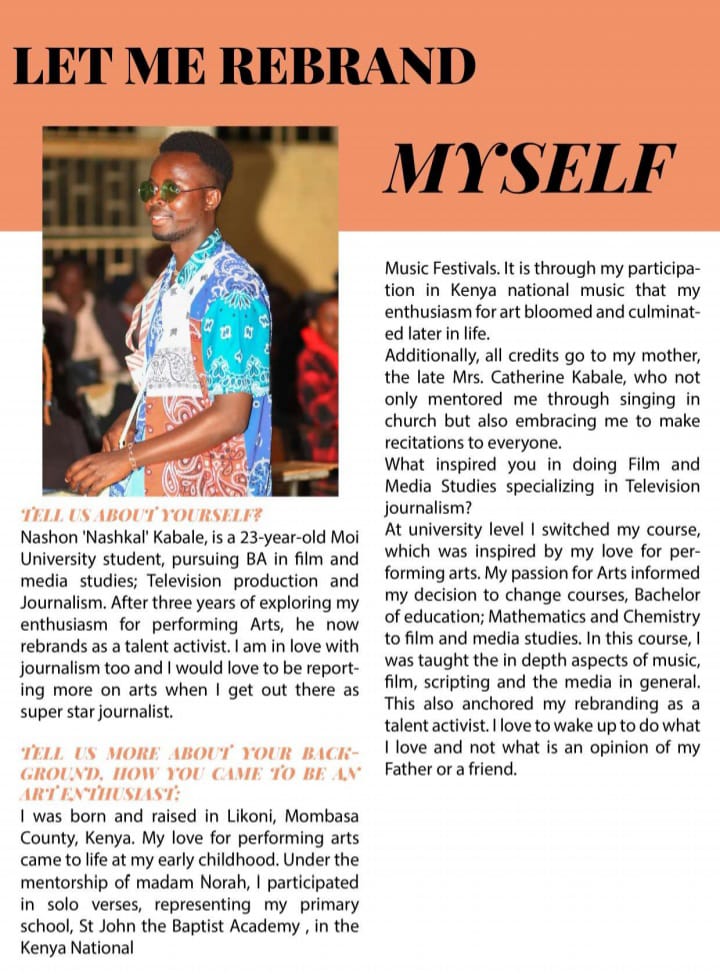 LET ME REBRAND
MYSELF
TELL US ABOUT YOURSELF?
Nashon 'Nashkal' Kabale, is a 23-year-old Moi
University student, pursuing BA in film and
media studies; Television production and
Journalism. After three years of exploring my
enthusiasm for performing Arts, he now
rebrands as a talent activist. I am in love with
journalism too and I would love to be report-
ing more on arts when I get out there as
super star journalist.
TELL US MORE ABOUT YOUR BACK-
GROUND, HOW YOU CAME TO BE AN
ART ENTHUSIAST;
I was born and raised in Likoni, Mombasa
County, Kenya. My love for performing arts
came to life at my early childhood. Under the
mentorship of madam Norah, I participated
in solo verses, representing my primary
school, St John the Baptist Academy , in the
Kenya National
Music Festivals. It is through my participa-
tion in Kenya national music that my
enthusiasm for art bloomed and culminat-
ed later in life.
Additionally, all credits go to my mother,
the late Mrs. Catherine Kabale, who not
only mentored me through singing in
church but also embracing me to make
recitations to everyone.
What inspired you in doing Film and
Media Studies specializing in Television
journalism?
At university level I switched my course,
which was inspired by my love for per-
forming arts. My passion for Arts informed
my decision to change courses, Bachelor
of education; Mathematics and Chemistry
to film and media studies. In this course, I
was taught the in depth aspects of music,
film, scripting and the media in general.
This also anchored my rebranding as a
talent activist. I love to wake up to do what
I love and not what is an opinion of my
Father or a friend.